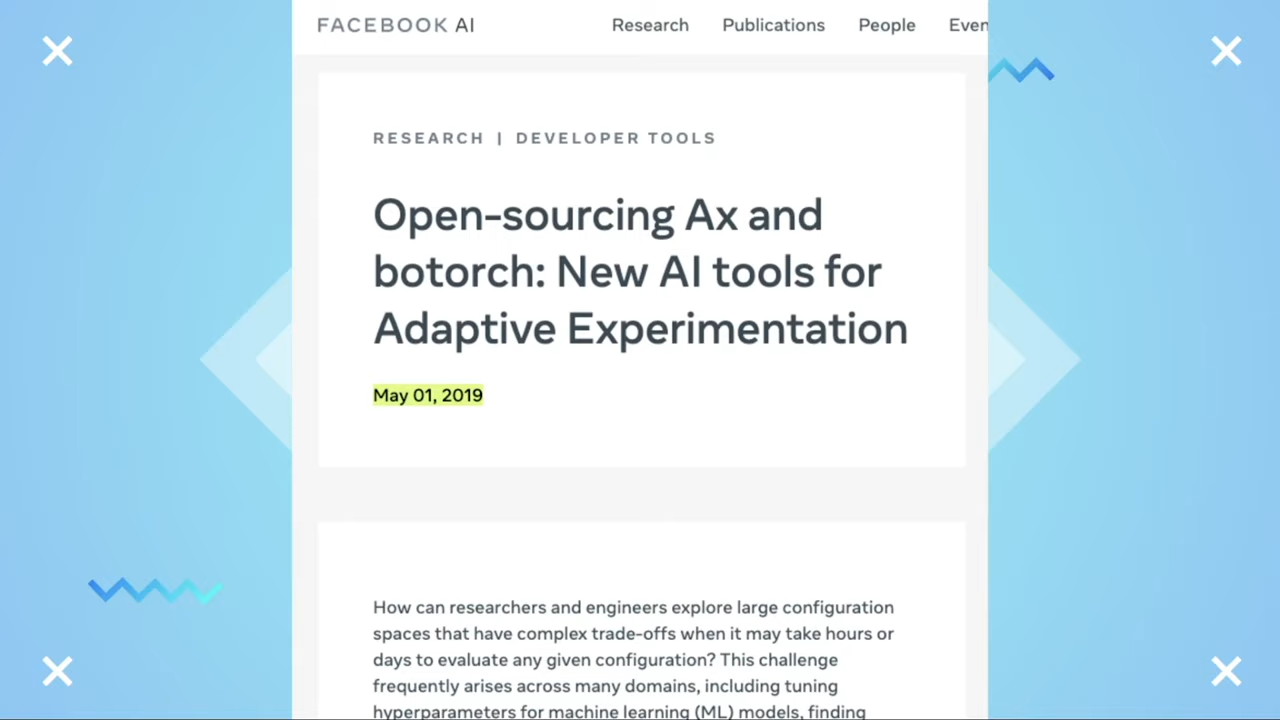 FACEBOOK AI Research Publications People Even
RESEARCH | DEVELOPER TOOLS
Open-sourcing Ax and
botorch: New AI tools for
Adaptive Experimentation
May 01, 2019
How can researchers and engineers explore large configuration
spaces that have complex trade-offs when it may take hours or
days to evaluate any given configuration? This challenge
frequently arises across many domains, including tuning
hyperparameters for machine learning (ML) models, finding